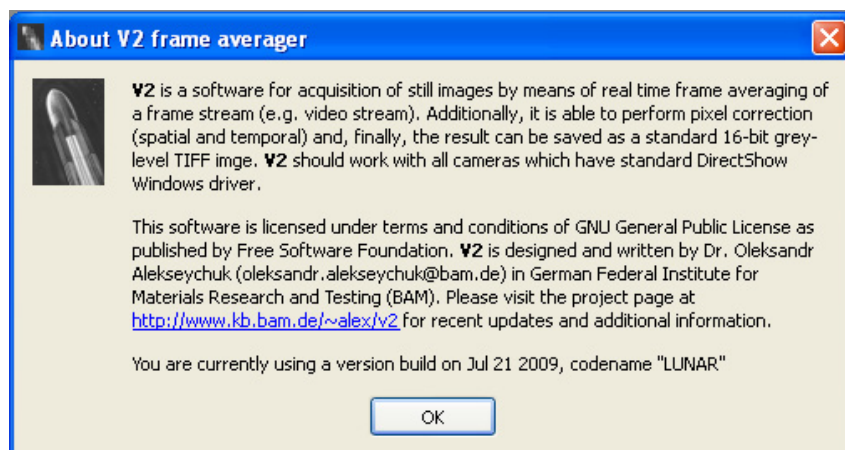 About V2 frame averager
V2 is a software for acquisition of still images by means of real time frame averaging of
a frame stream (e.g. video stream). Additionally, it is able to perform pixel correction
(spatial and temporal) and, finally, the result can be saved as a standard 16-bit grey-
level TIFF imge. V2 should work with all cameras which have standard DirectShow
Windows driver.
This software is licensed under terms and conditions of GNU General Public License as
published by Free Software Foundation. V2 is designed and written by Dr. Oleksandr
Alekseychuk (oleksandr.alekseychuk@bam.de) in German Federal Institute for
Materials Research and Testing (BAM). Please visit the project page at
http://www.kb.bam.de/~alex/v2 for recent updates and additional information.
You are currently using a version build on Jul 21 2009, codename "LUNAR"
OK